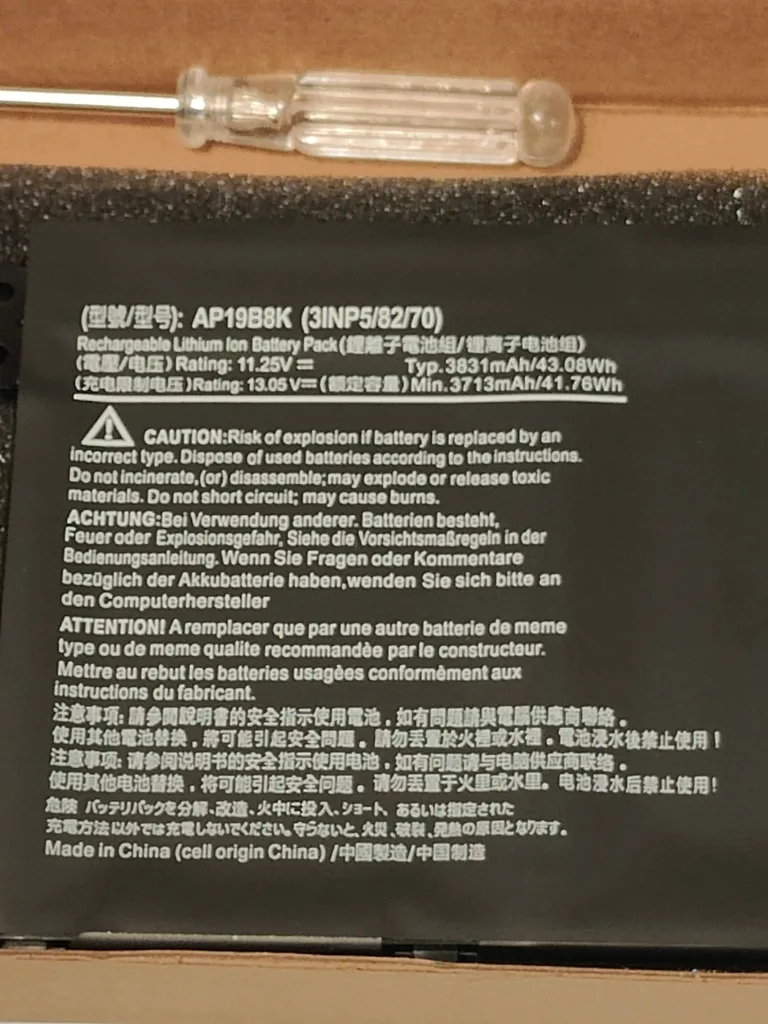 (型號/型号): AP19B8K (3INP5/82/70)
Rechargeable Lithium Ion Battery Pack(鋰離子電池組/锂离子电池组)
(電壓/电压) Rating: 11.25V⎓ Typ. 3831mAh/43.08Wh
(充电限制电压)Rating: 13.05V⎓(額定容量)Min. 3713mAh/41.76Wh
CAUTION:Risk of explosion if battery is replaced by an
incorrect type. Dispose of used batteries according to the instructions.
Do not incinerate,(or) disassemble; may explode or release toxic
materials. Do not short circuit; may cause burns.
ACHTUNG:Bei Verwendung anderer. Batterien besteht,
Feuer oder Explosionsgefahr, Siehe die Vorsichtsmaßregeln in der
Bedienungsanleitung. Wenn Sie Fragen oder Kommentare
bezüglich der Akkubatterie haben,wenden Sie sich bitte an
den Computerhersteller
ATTENTION! A remplacer que par une autre batterie de meme
type ou de meme qualite recommandèe par le constructeur.
Mettre au rebut les batteries usagèes conformèment aux
instructions du fabricant.
注意事項: 請參閱說明書的安全指示使用電池，如有問題請與電腦供應商聯絡。
使用其他電池替換，將可能引起安全問題。請勿丟置於火裡或水裡。電池浸水後禁止使用！
注意事项: 请参阅说明书的安全指示使用电池，如有问题请与电脑供应商联络。
使用其他电池替换，将可能引起安全问题。请勿丢置于火里或水里。电池浸水后禁止使用!
危険 バッテリパックを分解、改造、火中に投入、ショート、あるいは指定された
充電方法以外では充電しないでください。守らないと、火災、破裂、発熱の原因となります。
Made in China (cell origin China) /中國製造/中国制造